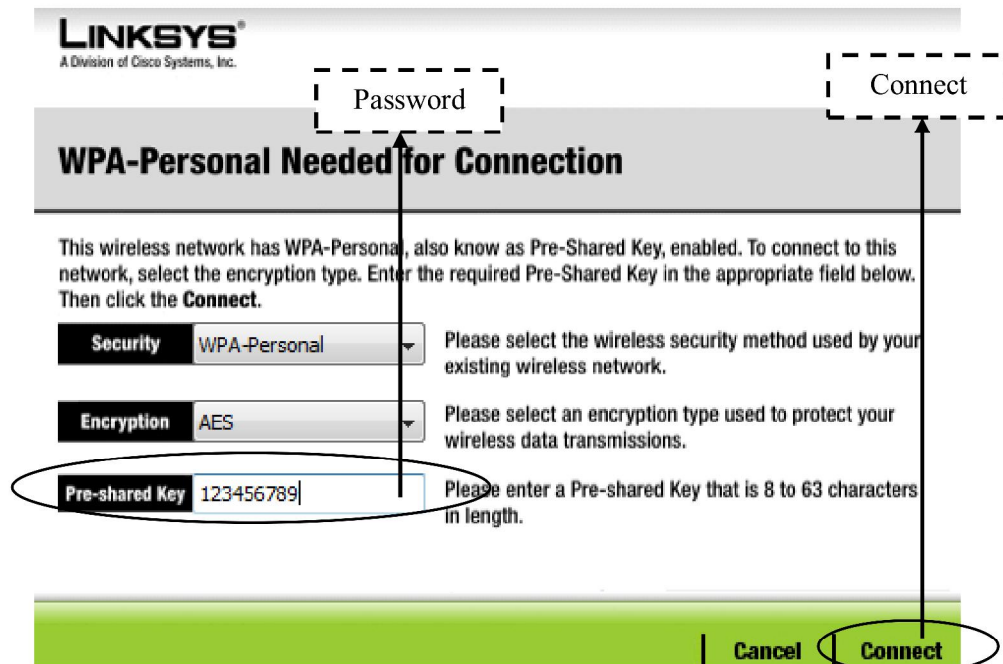 LINKSYS®
A Division of Cisco Systems, Inc.
Password
Connect
WPA-Personal Needed for Connection
This wireless network has WPA-Personal, also know as Pre-Shared Key, enabled. To connect to this
network, select the encryption type. Enter the required Pre-Shared Key in the appropriate field below.
Then click the Connect.
Security WPA-Personal
Please select the wireless security method used by your
existing wireless network.
Encryption AES
Please select an encryption type used to protect your
wireless data transmissions.
Pre-shared Key 123456789
Please enter a Pre-shared Key that is 8 to 63 characters
in length.
Cancel Connect